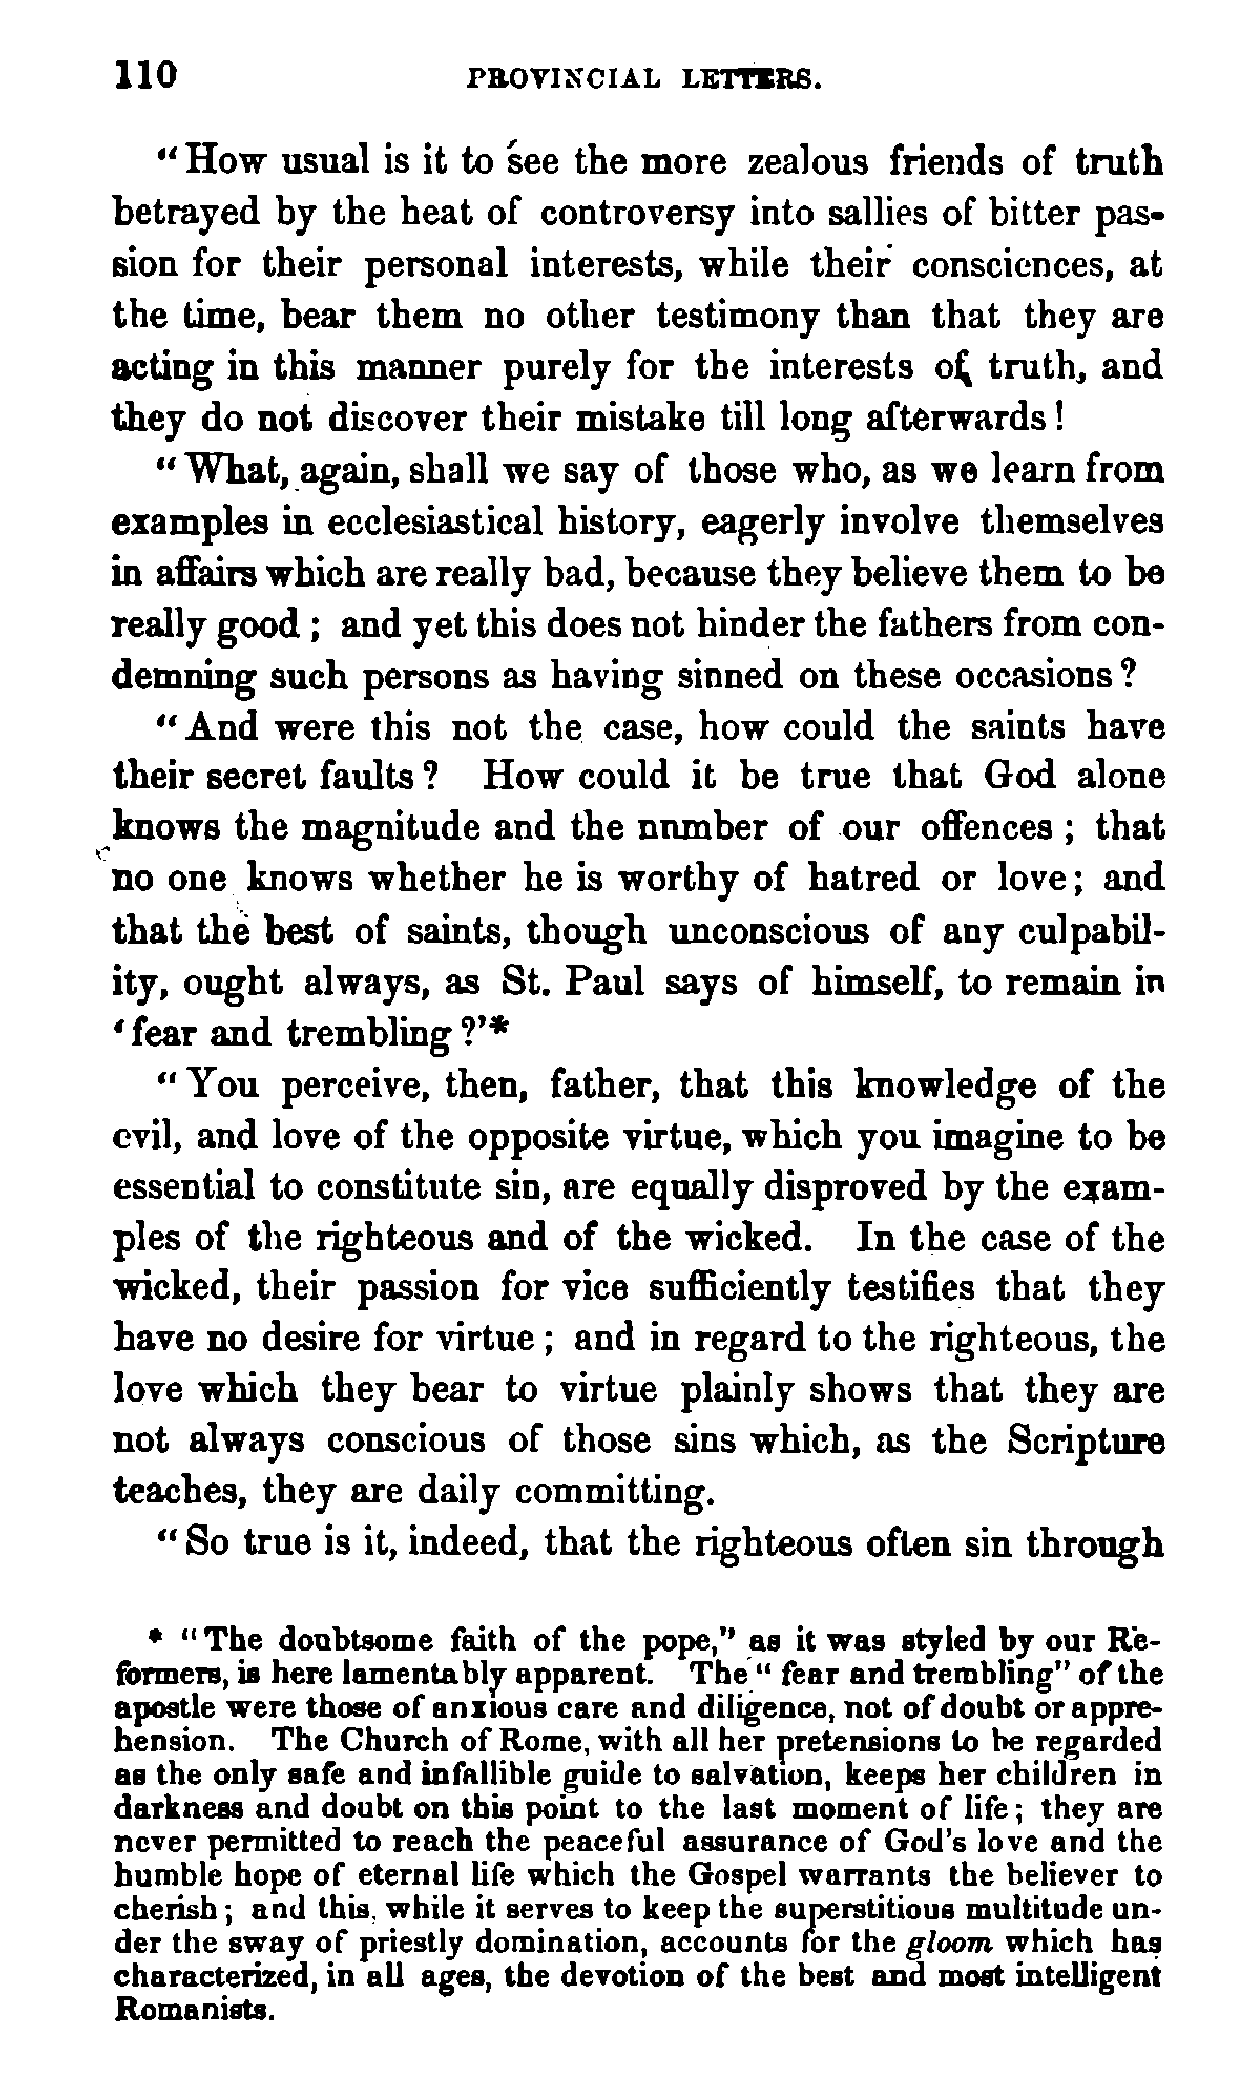 110 PROVINCIAL LETTERS.
"How usual is it to see the more zealous friends of truth
betrayed by the heat of controversy into sallies of bitter pas-
sion for their personal interests, while their consciences, at
the time, bear them no other testimony than that they are
acting in this manner purely for the interests of truth, and
they do not discover their mistake till long afterwards!
"What, again, shall we say of those who, as we learn from
examples in ecclesiastical history, eagerly involve themselves
in affairs which are really bad, because they believe them to be
really good; and yet this does not hinder the fathers from con-
demning such persons as having sinned on these occasions?
"And were this not the case, how could the saints have
their secret faults? How could it be true that God alone
knows the magnitude and the number of our offences; that
no one knows whether he is worthy of hatred or love; and
that the best of saints, though unconscious of any culpabil-
ity, ought always, as St. Paul says of himself, to remain in
'fear and trembling?'*
"You perceive, then, father, that this knowledge of the
evil, and love of the opposite virtue, which you imagine to be
essential to constitute sin, are equally disproved by the exam-
ples of the righteous and of the wicked. In the case of the
wicked, their passion for vice sufficiently testifies that they
have no desire for virtue; and in regard to the righteous, the
love which they bear to virtue plainly shows that they are
not always conscious of those sins which, as the Scripture
teaches, they are daily committing.
"So true is it, indeed, that the righteous often sin through
* "The doubtsome faith of the pope," as it was styled by our Re-
formers, is here lamentably apparent. The "fear and trembling" of the
apostle were those of anxious care and diligence, not of doubt or appre-
hension. The Church of Rome, with all her pretensions to be regarded
as the only safe and infallible guide to salvation, keeps her children in
darkness and doubt on this point to the last moment of life; they are
never permitted to reach the peaceful assurance of God's love and the
humble hope of eternal life which the Gospel warrants the believer to
cherish; and this, while it serves to keep the superstitious multitude un-
der the sway of priestly domination, accounts for the gloom which has
characterized, in all ages, the devotion of the best and most intelligent
Romanists.